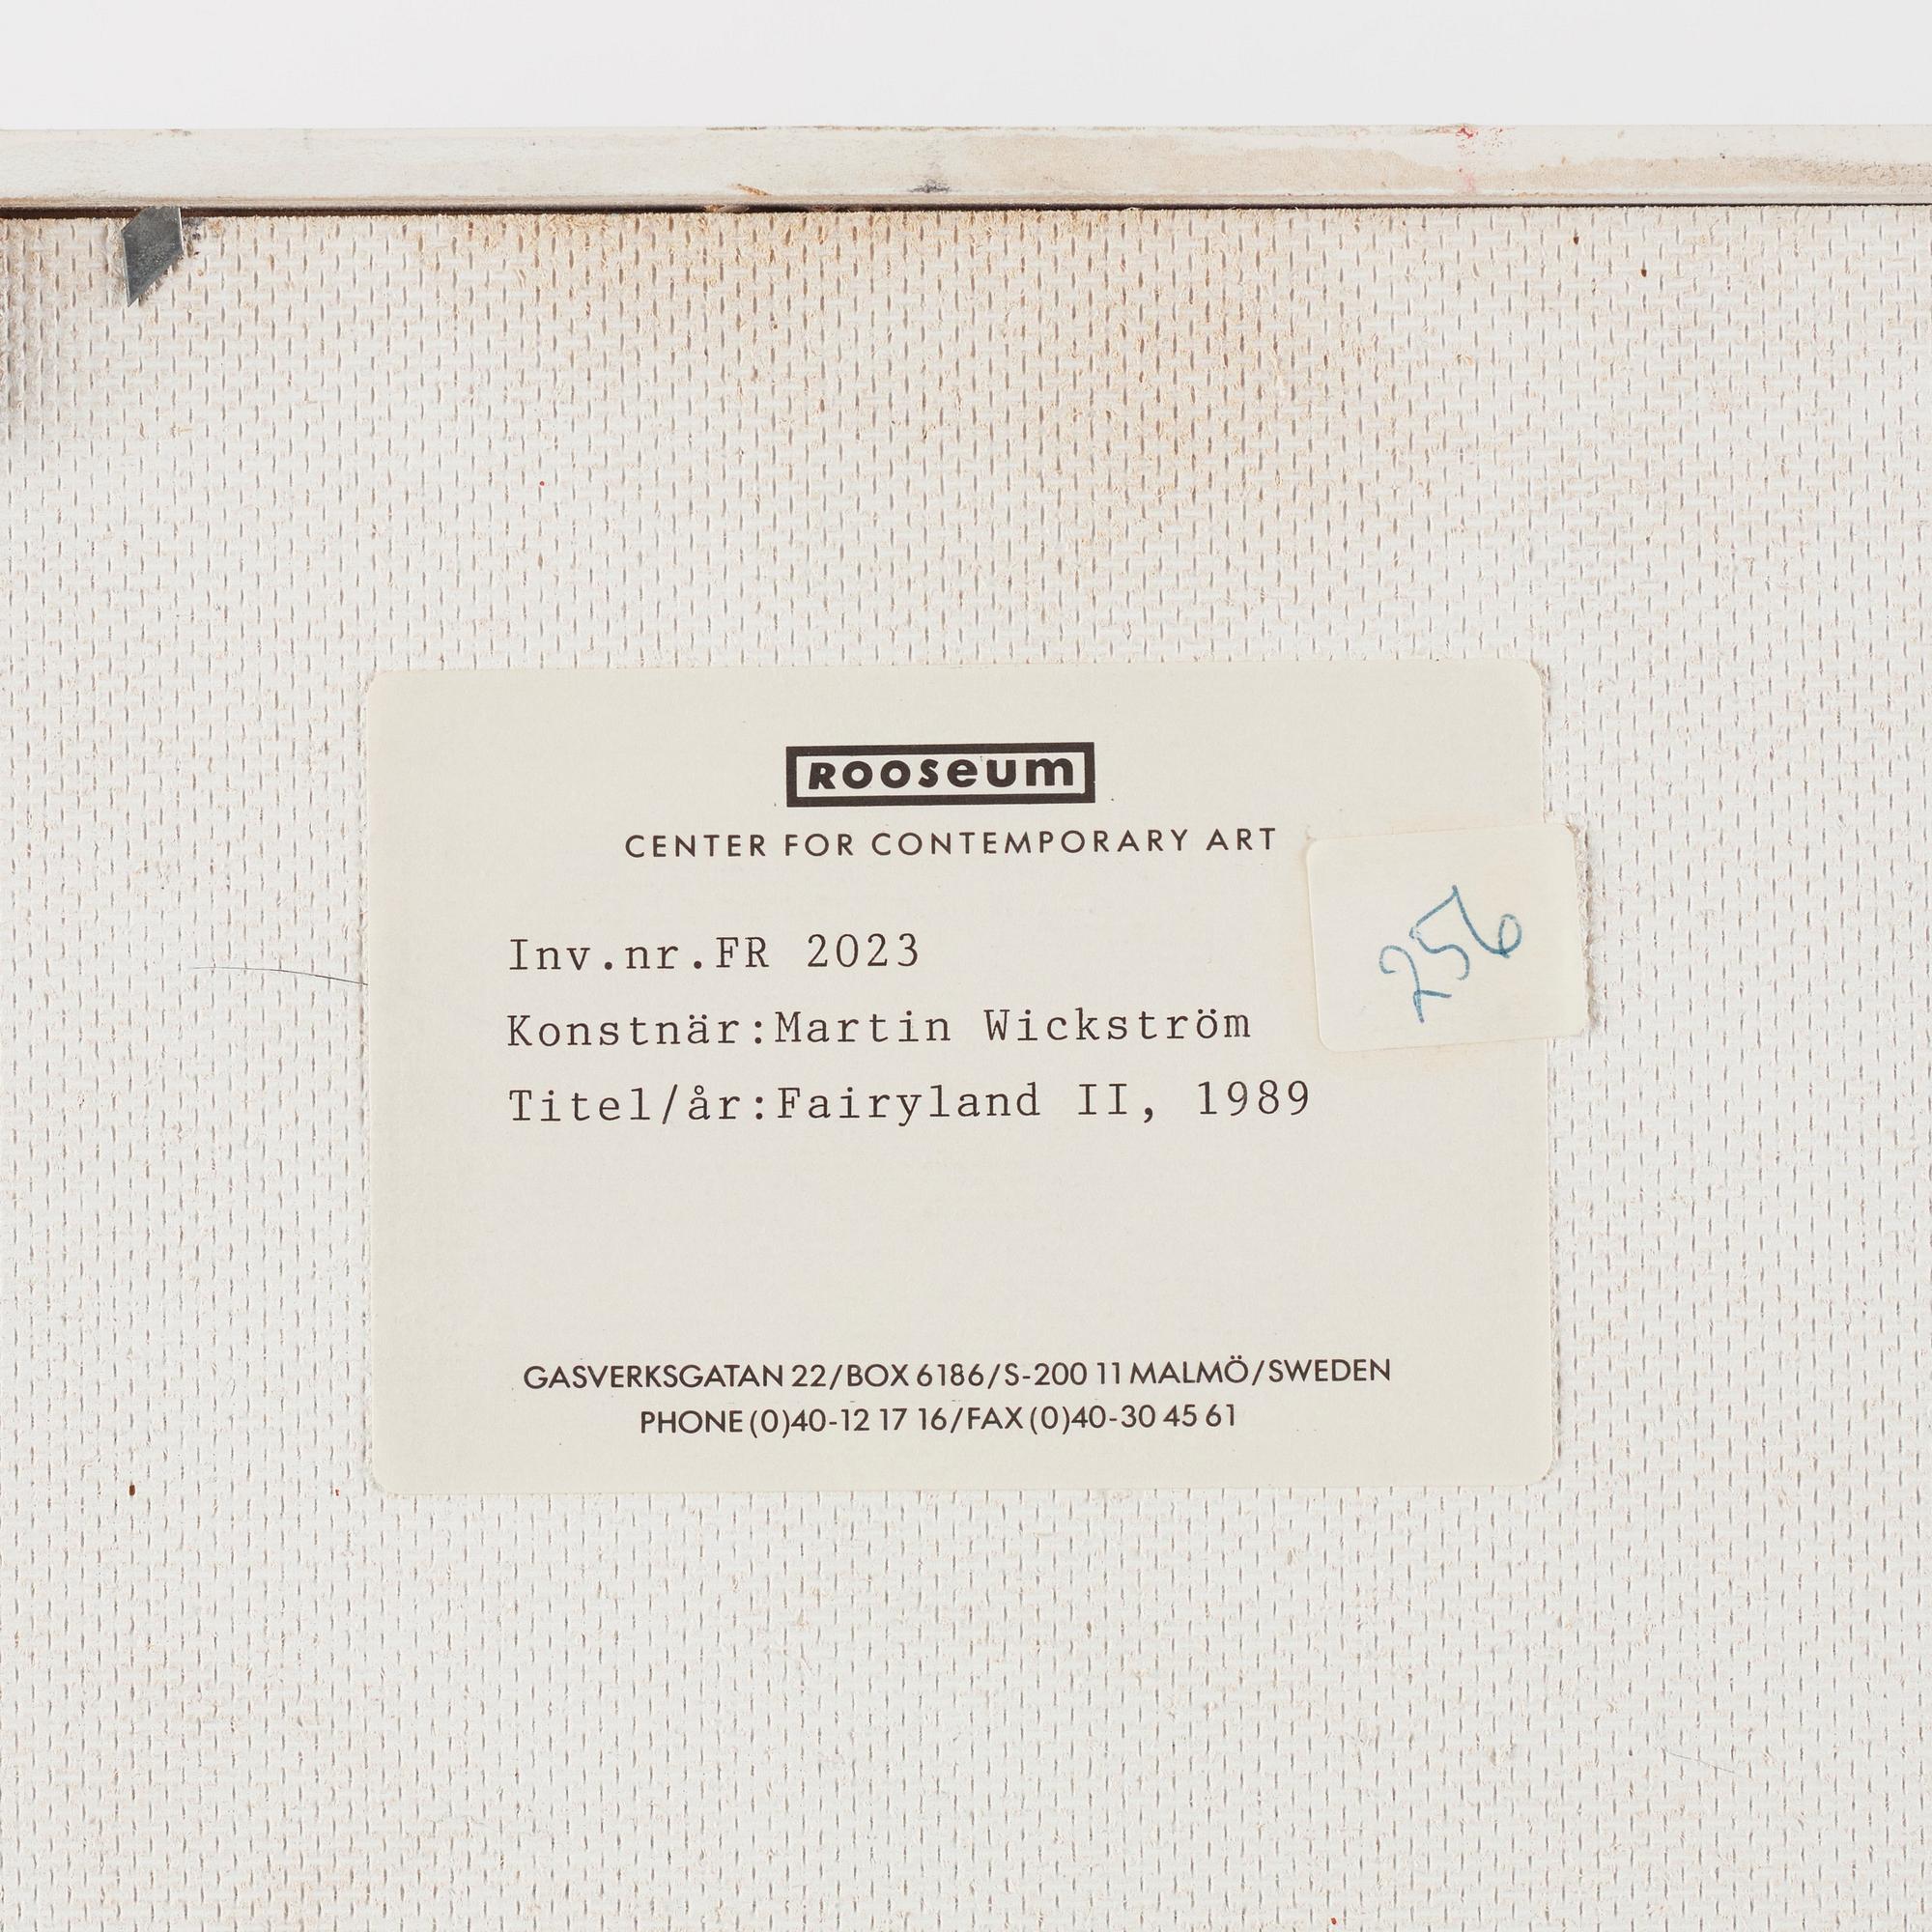 ROOSeum
CENTER FOR CONTEMPORARY ART
Inv.nr.FR 2023
Konstnär:Martin Wickström
Titel/år:Fairyland II, 1989
256
GASVERKSGATAN 22/BOX 6186/S-200 11 MALMÖ/SWEDEN
PHONE (0)40-12 17 16/FAX (0)40-30 45 61